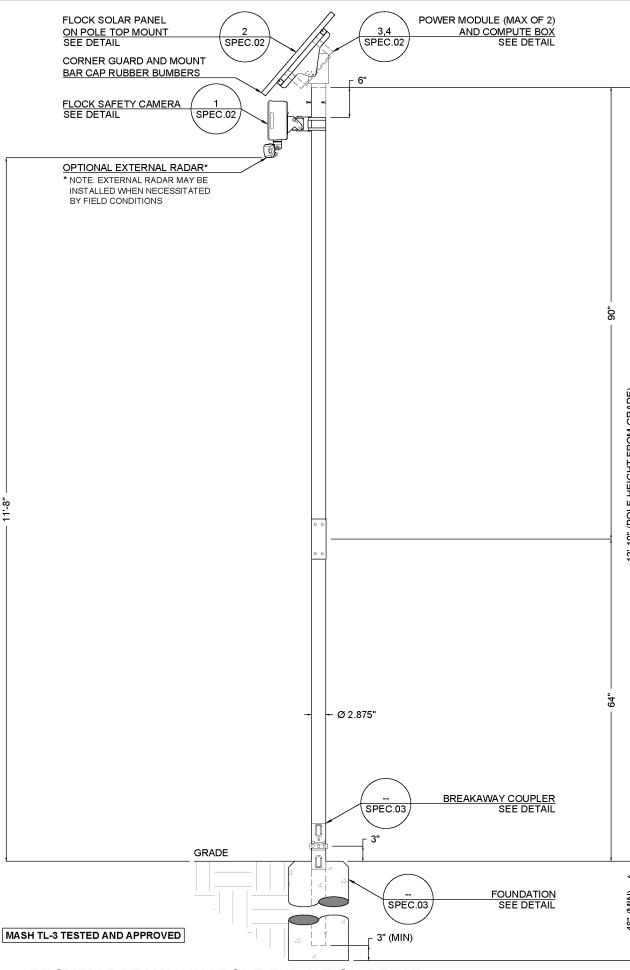 FLOCK SOLAR PANEL
ON POLE TOP MOUNT
SEE DETAIL
2
SPEC.02
3,4
SPEC.02
POWER MODULE (MAX OF 2)
AND COMPUTE BOX
SEE DETAIL
CORNER GUARD AND MOUNT
BAR CAP RUBBER BUMBERS
6"
FLOCK SAFETY CAMERA
SEE DETAIL
1
SPEC.02
OPTIONAL EXTERNAL RADAR*
* NOTE: EXTERNAL RADAR MAY BE
INSTALLED WHEN NECESSITATED
BY FIELD CONDITIONS
90"
11'-8"
64"
Ø 2.875"
--
SPEC.03
BREAKAWAY COUPLER
SEE DETAIL
3"
GRADE
--
SPEC.03
FOUNDATION
SEE DETAIL
MASH TL-3 TESTED AND APPROVED
3" (MIN)